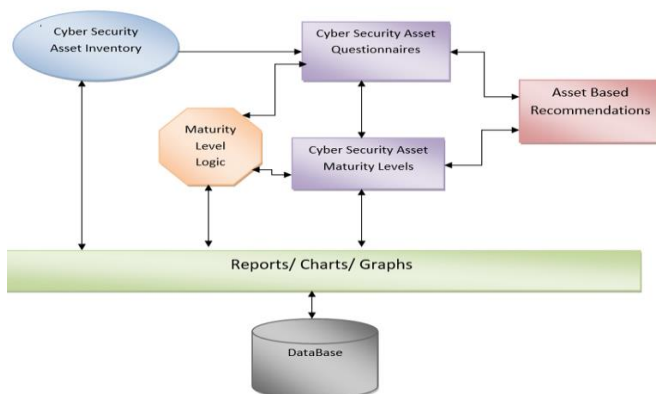 Cyber Security
Asset Inventory
Cyber Security Asset
Questionnaires
Asset Based
Recommendations
Maturity
Level
Logic
Cyber Security Asset
Maturity Levels
Reports/ Charts/ Graphs
DataBase